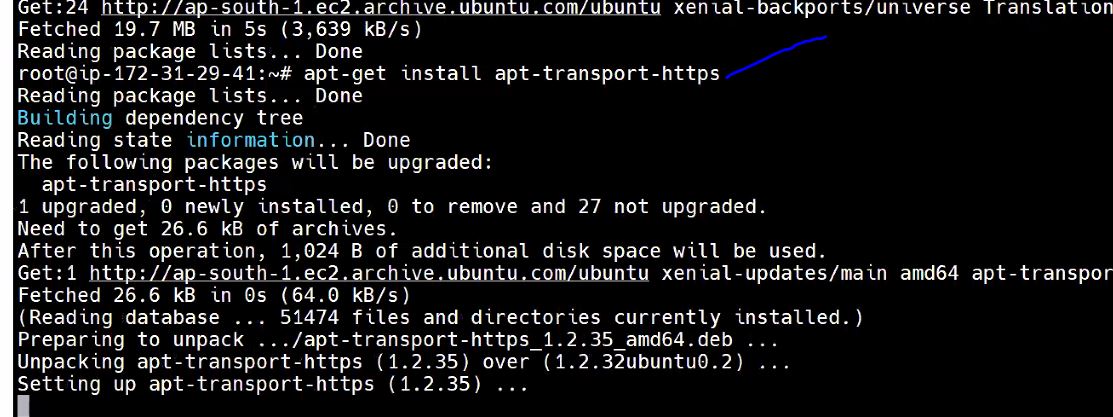 Get:24 http://ap-south-1.ec2.archive.ubuntu.com/ubuntu xenial-backports/universe Translation
Fetched 19.7 MB in 5s (3,639 kB/s)
Reading package lists... Done
root@ip-172-31-29-41:~# apt-get install apt-transport-https
Reading package lists... Done
Building dependency tree
Reading state information... Done
The following packages will be upgraded:
  apt-transport-https
1 upgraded, 0 newly installed, 0 to remove and 27 not upgraded.
Need to get 26.6 kB of archives.
After this operation, 1,024 B of additional disk space will be used.
Get:1 http://ap-south-1.ec2.archive.ubuntu.com/ubuntu xenial-updates/main amd64 apt-transpor
Fetched 26.6 kB in 0s (64.0 kB/s)
(Reading database ... 51474 files and directories currently installed.)
Preparing to unpack .../apt-transport-https_1.2.35_amd64.deb ...
Unpacking apt-transport-https (1.2.35) over (1.2.32ubuntu0.2) ...
Setting up apt-transport-https (1.2.35) ...